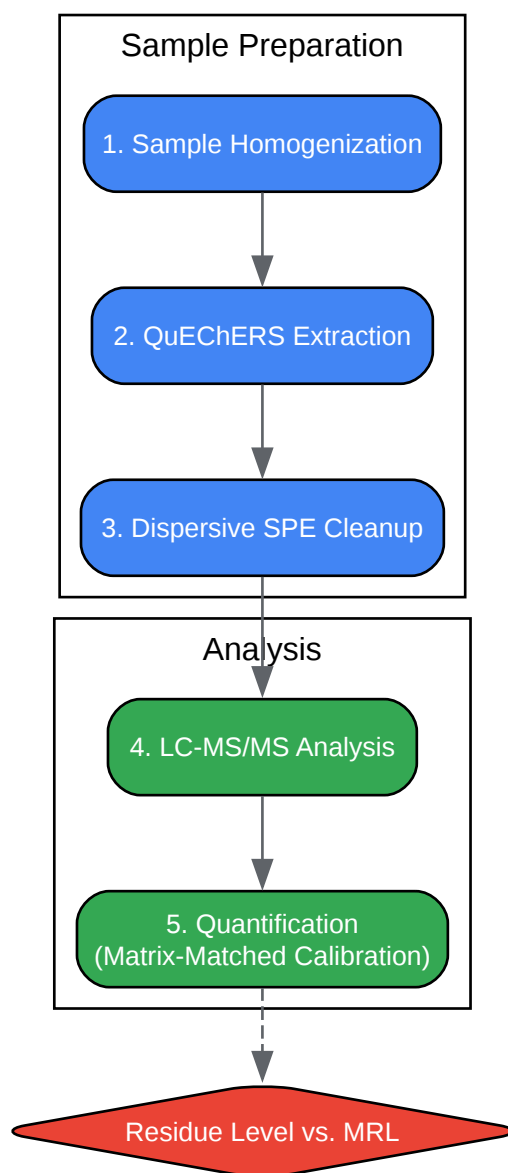 Sample Preparation
1. Sample Homogenization
2. QuEChERS Extraction
3. Dispersive SPE Cleanup
Analysis
4. LC-MS/MS Analysis
5. Quantification
(Matrix-Matched Calibration)
Residue Level vs. MRL